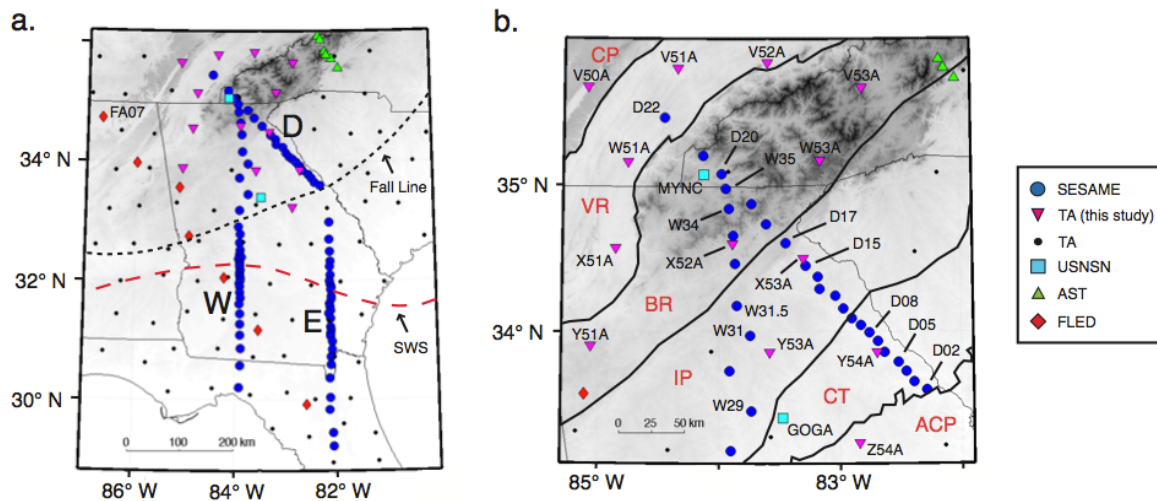 a.
FA07
D
34° N
Fall Line
32° N
W
E
SWS
30° N
0 100 200 km
86° W
84° W
82° W
b.
CP
V51A
V52A
V50A
V53A
D22
D20
W51A
W35
W53A
35° N
MYNC
VR
W34
D17
X51A
X52A
D15
X53A
BR
W31.5
D08
34° N
W31
Y51A
Y53A
D05
Y54A
D02
IP
CT
W29
ACP
0 25 50 km
GOGA
Z54A
85° W
83° W
SESAME
TA (this study)
TA
USNSN
AST
FLED